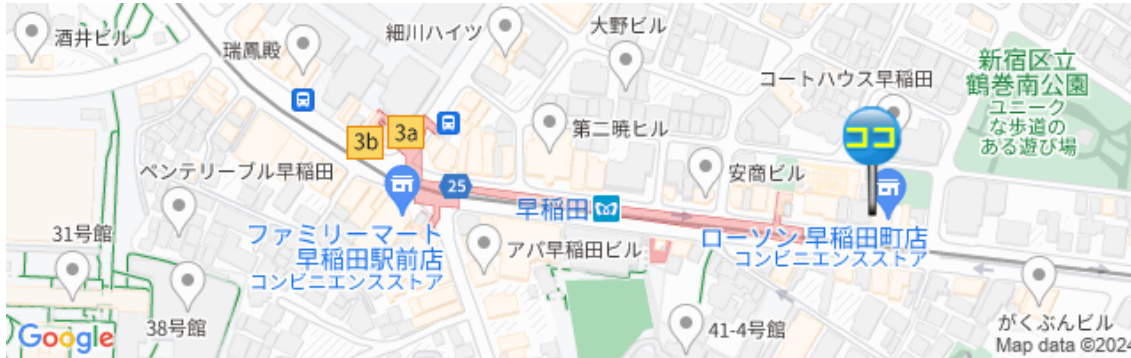 酒井ビル
瑞鳳殿
細川ハイツ
大野ビル
コートハウス早稲田
新宿区立
鶴巻南公園
ユニーク
な歩道の
ある遊び場
ココ
3b
3a
第二暁ビル
安商ビル
ペンテリーブル早稲田
25
早稲田
31号館
ファミリーマート
早稲田駅前店
コンビニエンスストア
アバ早稲田ビル
ローソン 早稲田町店
コンビニエンスストア
38号館
41-4号館
がくぶんビル
Google
Map data ©2024